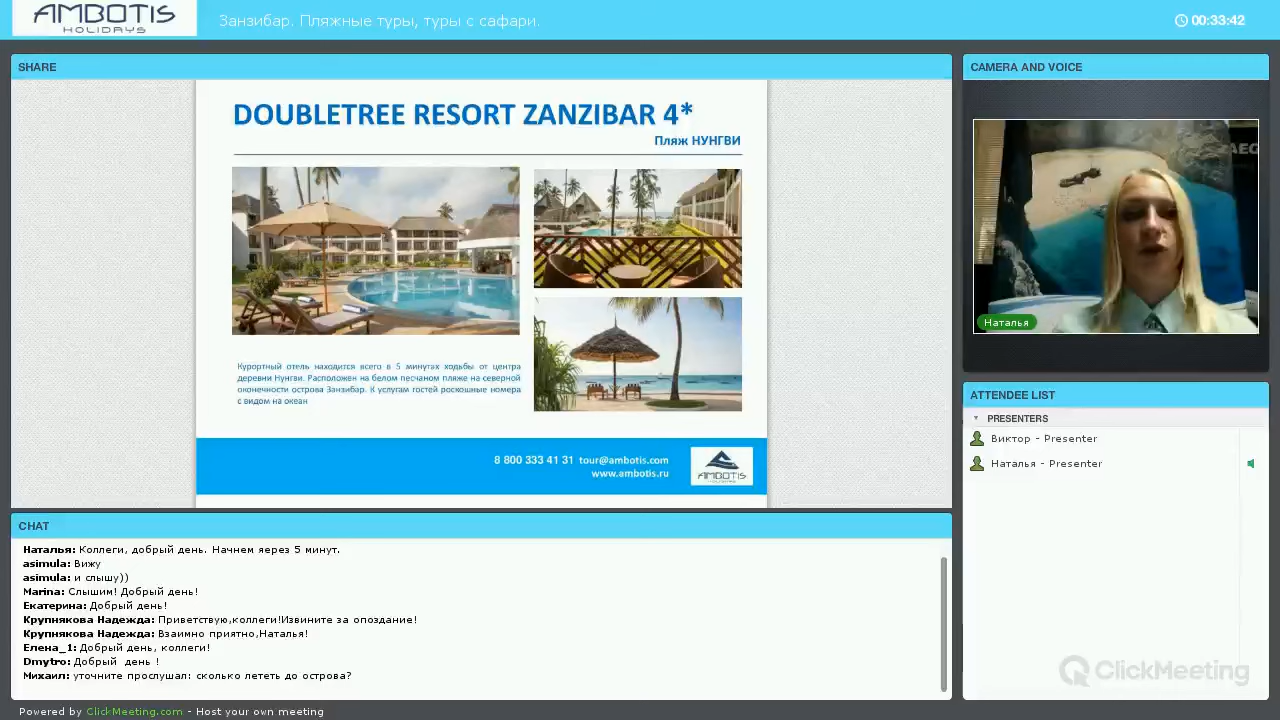 AMBOTIS
HOLIDAYS
Занзибар. Пляжные туры, туры с сафари.
00:33:42
SHARE
DOUBLETREE RESORT ZANZIBAR 4*
Пляж НУНГВИ
Курортный отель находится всего в 5 минутах ходьбы от центра
деревни Нунгви. Расположен на белом песчаном пляже на северной
оконечности острова Занзибар. К услугам гостей роскошные номера
с видом на океан
8 800 333 41 31 tour@ambotis.com
www.ambotis.ru
AMBOTIS
HOLIDAYS
CAMERA AND VOICE
AEG
Наталья
ATTENDEE LIST
PRESENTERS
Виктор - Presenter
Наталья - Presenter
ClickMeeting
CHAT
Наталья: Коллеги, добрый день. Начнем яерез 5 минут.
asimula: Вижу
asimula: и слышу))
Marina: Слышим! Добрый день!
Екатерина: Добрый день!
Крупнякова Надежда: Приветствую,коллеги!Извините за опоздание!
Крупнякова Надежда: Взаимно приятно,Наталья!
Елена_1: Добрый день, коллеги!
Dmytro: Добрый  день !
Михаил: уточните прослушал: сколько лететь до острова?
Powered by ClickMeeting.com - Host your own meeting